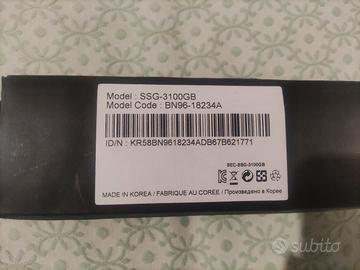 Model : SSG-3100GB
Model Code : BN96-18234A
ID/N : KR58BN9618234ADB67B621771
SEC-SSG-3100GB
MADE IN KOREA / FABRIQUE AU COREE / Произведено в Корее
subito